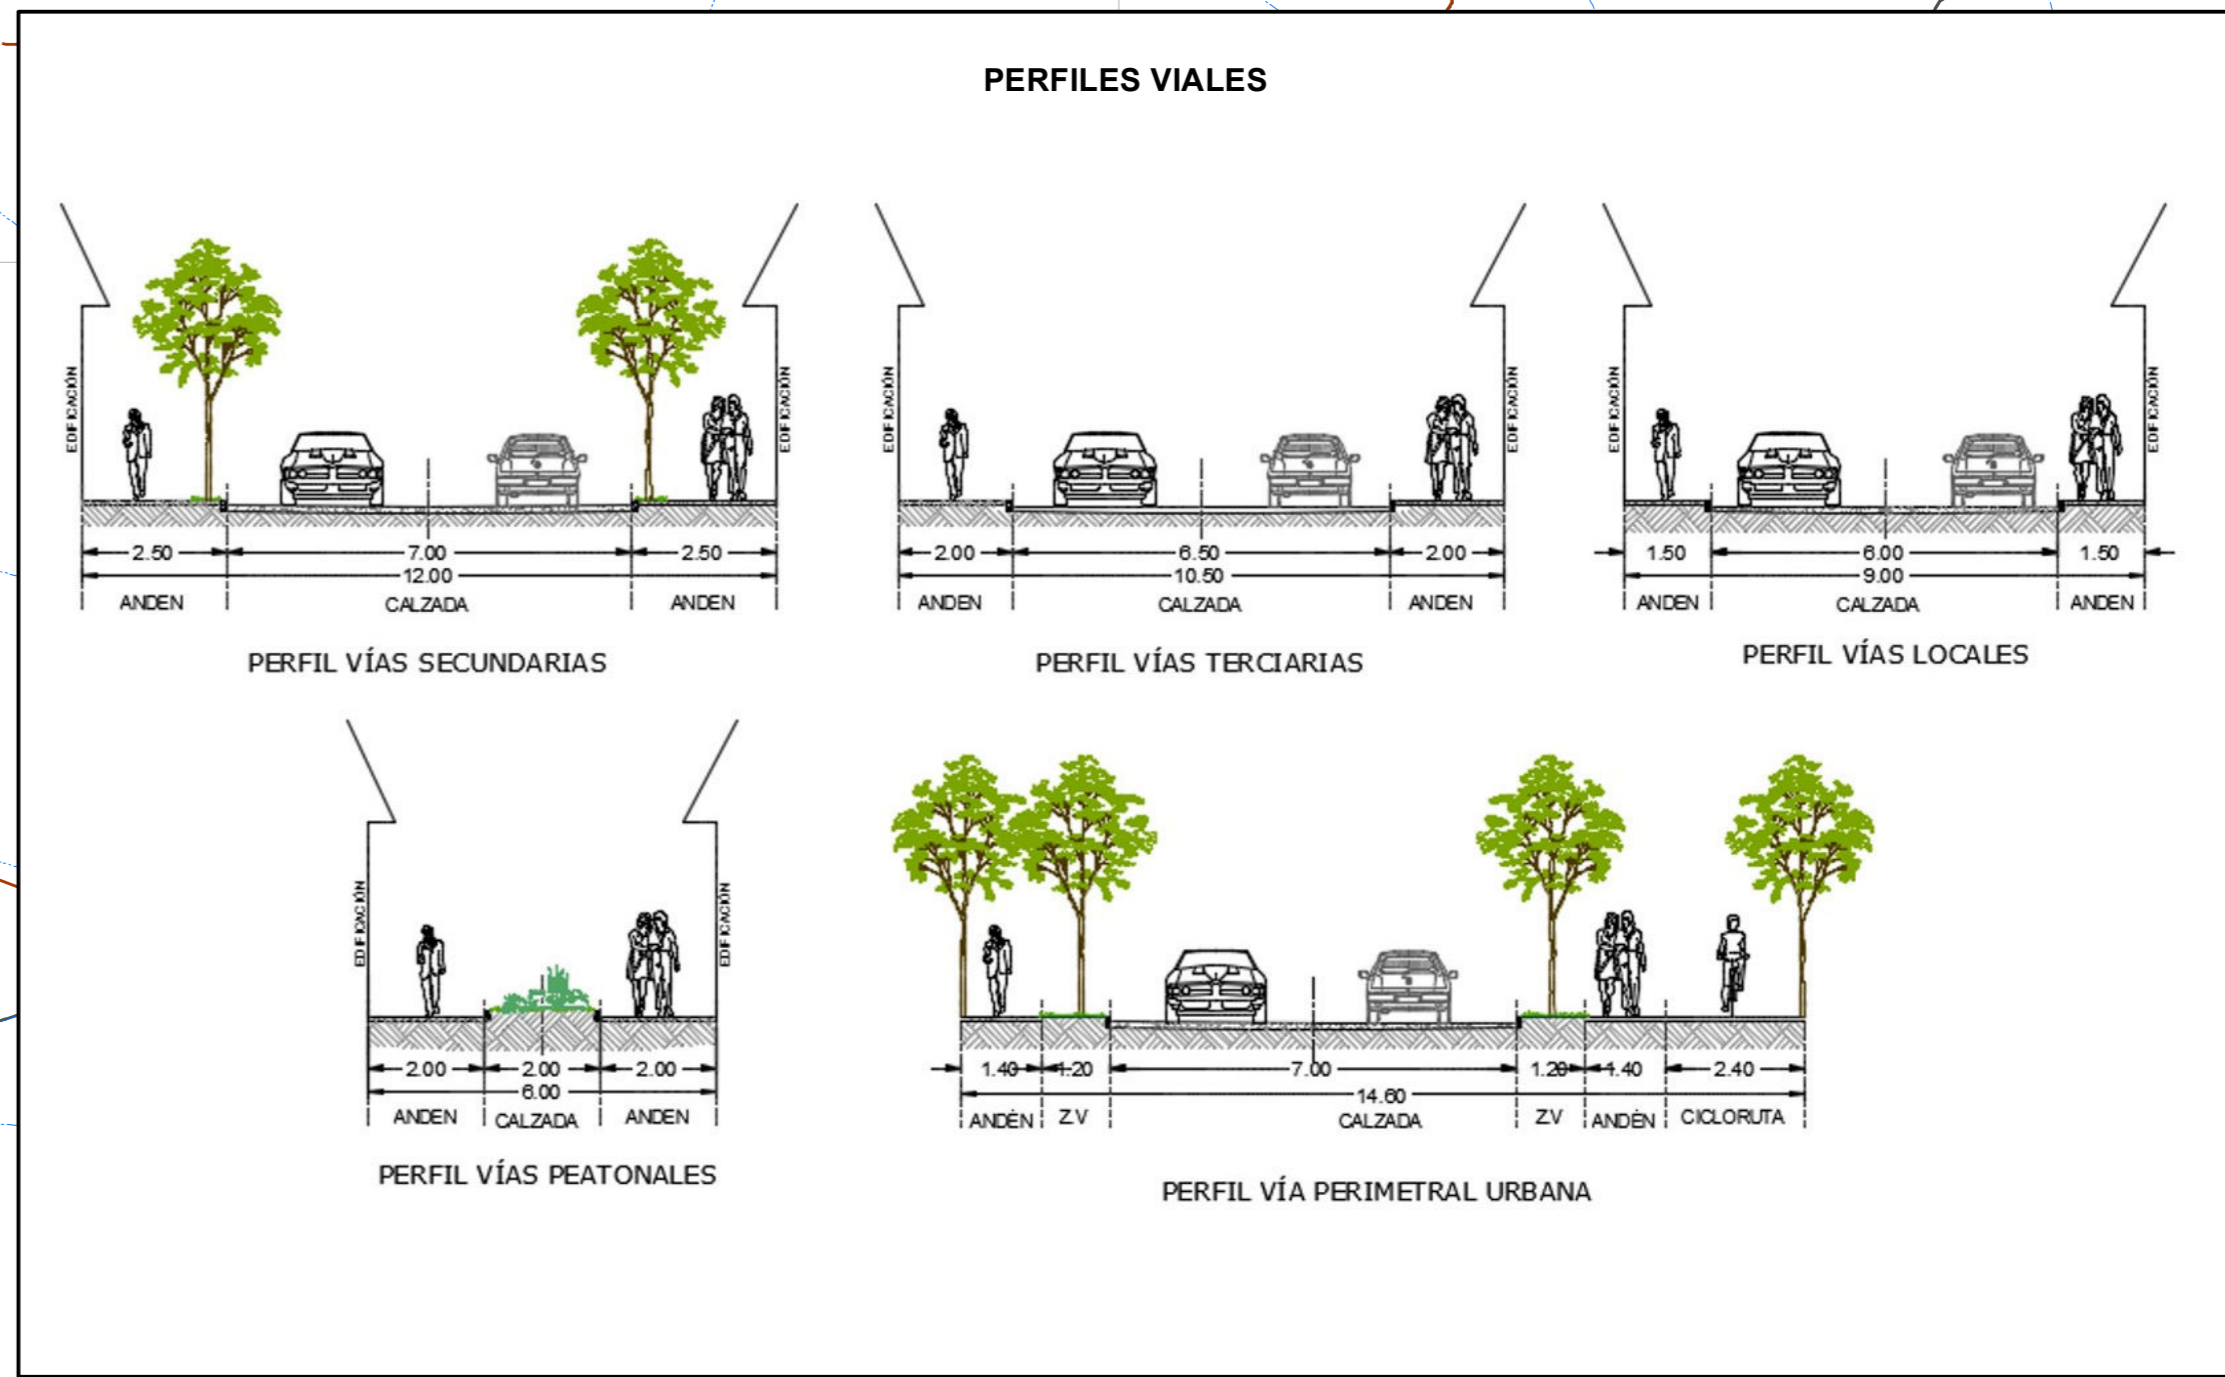 PERFILES VIALES
EDIFICACIÓN
EDIFICACIÓN
2.50 7.00 2.50
12.00
ANDEN CALZADA ANDEN
PERFIL VÍAS SECUNDARIAS
EDIFICACIÓN
EDIFICACIÓN
2.00 6.50 2.00
10.50
ANDEN CALZADA ANDEN
PERFIL VÍAS TERCIARIAS
EDIFICACIÓN
EDIFICACIÓN
1.50 6.00 1.50
9.00
ANDEN CALZADA ANDEN
PERFIL VÍAS LOCALES
EDIFICACIÓN
EDIFICACIÓN
2.00 2.00 2.00
6.00
ANDEN CALZADA ANDEN
PERFIL VÍAS PEATONALES
1.40 1.20 7.00 1.20 1.40 2.40
14.60
ANDÉN Z.V CALZADA Z.V ANDÉN CICLORUTA
PERFIL VÍA PERIMETRAL URBANA